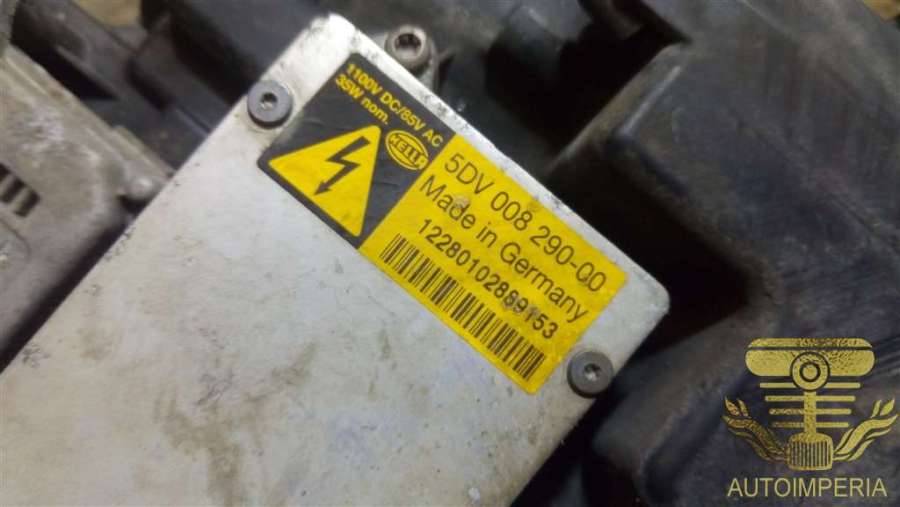 1100V DC/85V AC
35W nom.
HELLA
5DV 008 290-00
Made in Germany
12280102889153
AUTOIMPERIA